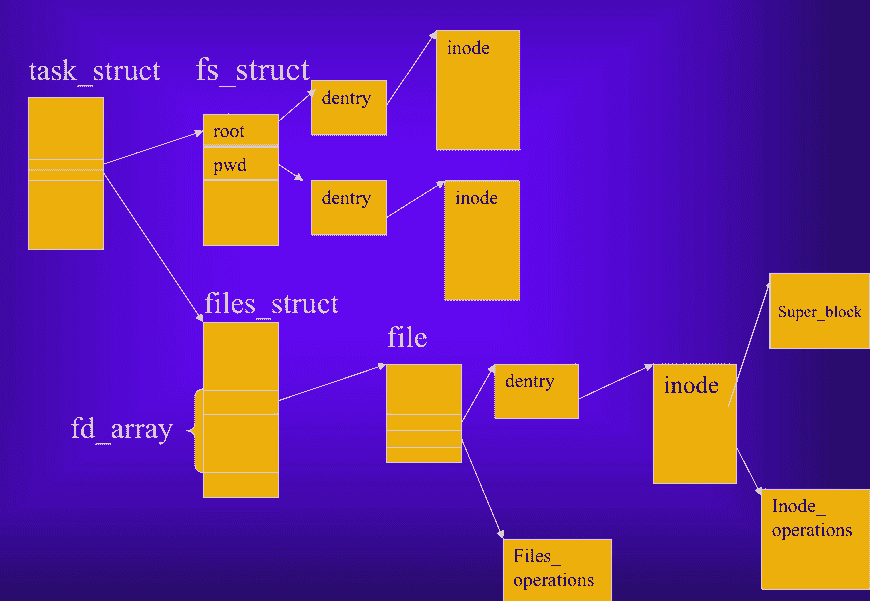 task_struct
fs_struct
root
pwd
dentry
inode
dentry
inode
files_struct
fd_array
file
dentry
inode
Super_block
Inode_
operations
Files_
operations